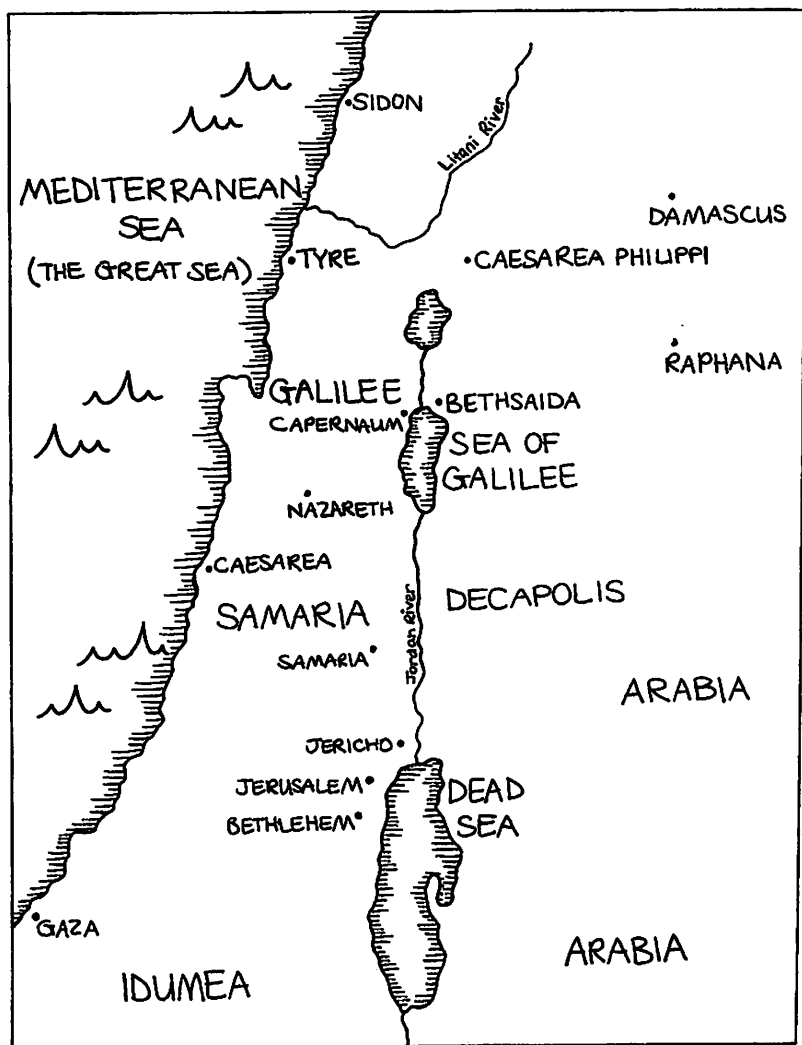 SIDON
Litani River
MEDITERRANEAN
SEA
(THE GREAT SEA)
DAMASCUS
TYRE
CAESAREA PHILIPPI
RAPHANA
GALILEE
CAPERNAUM
BETHSAIDA
SEA OF
GALILEE
NAZARETH
CAESAREA
SAMARIA
DECAPOLIS
Jordan River
SAMARIA
ARABIA
JERICHO
JERUSALEM
BETHLEHEM
DEAD
SEA
GAZA
IDUMEA
ARABIA